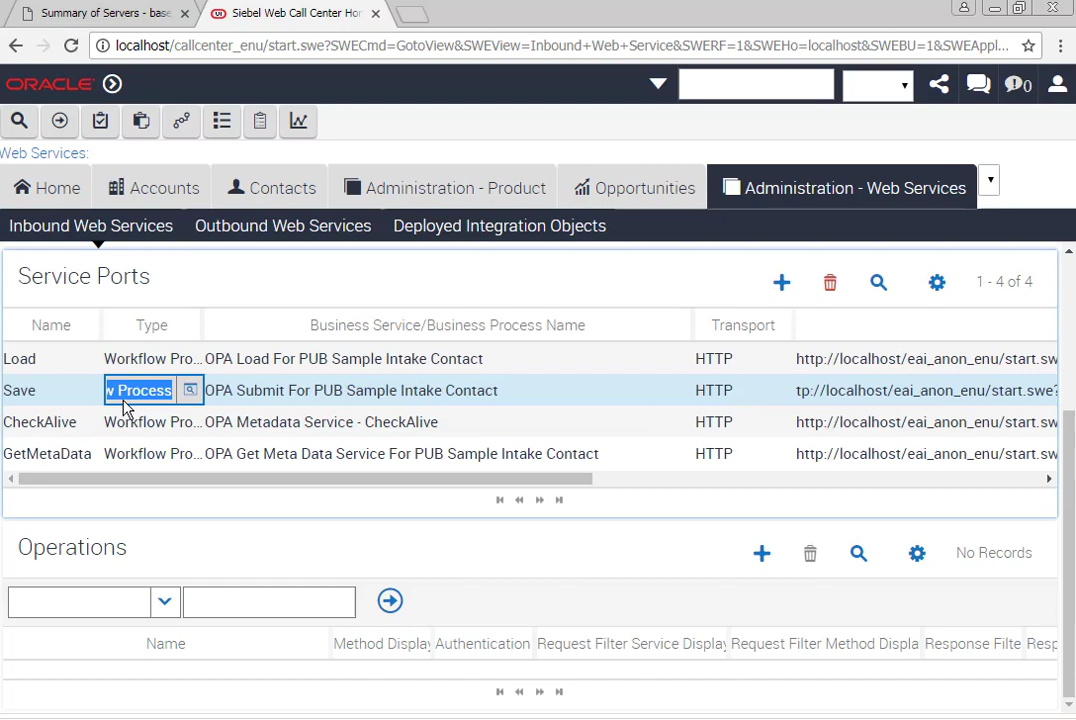 Summary of Servers - base
Siebel Web Call Center Hor
localhost/callcenter_enu/start.swe?SWECmd=GotoView&SWEView=Inbound+Web+Service&SWERF=1&SWEHo=localhost&SWEBU=1&SWEAppl...
ORACLE
0
Web Services:
Home
Accounts
Contacts
Administration - Product
Opportunities
Administration - Web Services
Inbound Web Services
Outbound Web Services
Deployed Integration Objects
Service Ports
1 - 4 of 4
Name Type Business Service/Business Process Name Transport
Load Workflow Pro... OPA Load For PUB Sample Intake Contact HTTP http://localhost/eai_anon_enu/start.sw
Save w Process OPA Submit For PUB Sample Intake Contact HTTP tp://localhost/eai_anon_enu/start.swe?
CheckAlive Workflow Pro... OPA Metadata Service - CheckAlive HTTP http://localhost/eai_anon_enu/start.sw
GetMetaData Workflow Pro... OPA Get Meta Data Service For PUB Sample Intake Contact HTTP http://localhost/eai_anon_enu/start.sw
Operations
No Records
Name Method Display Authentication Request Filter Service Display Request Filter Method Displa Response Filte Resp